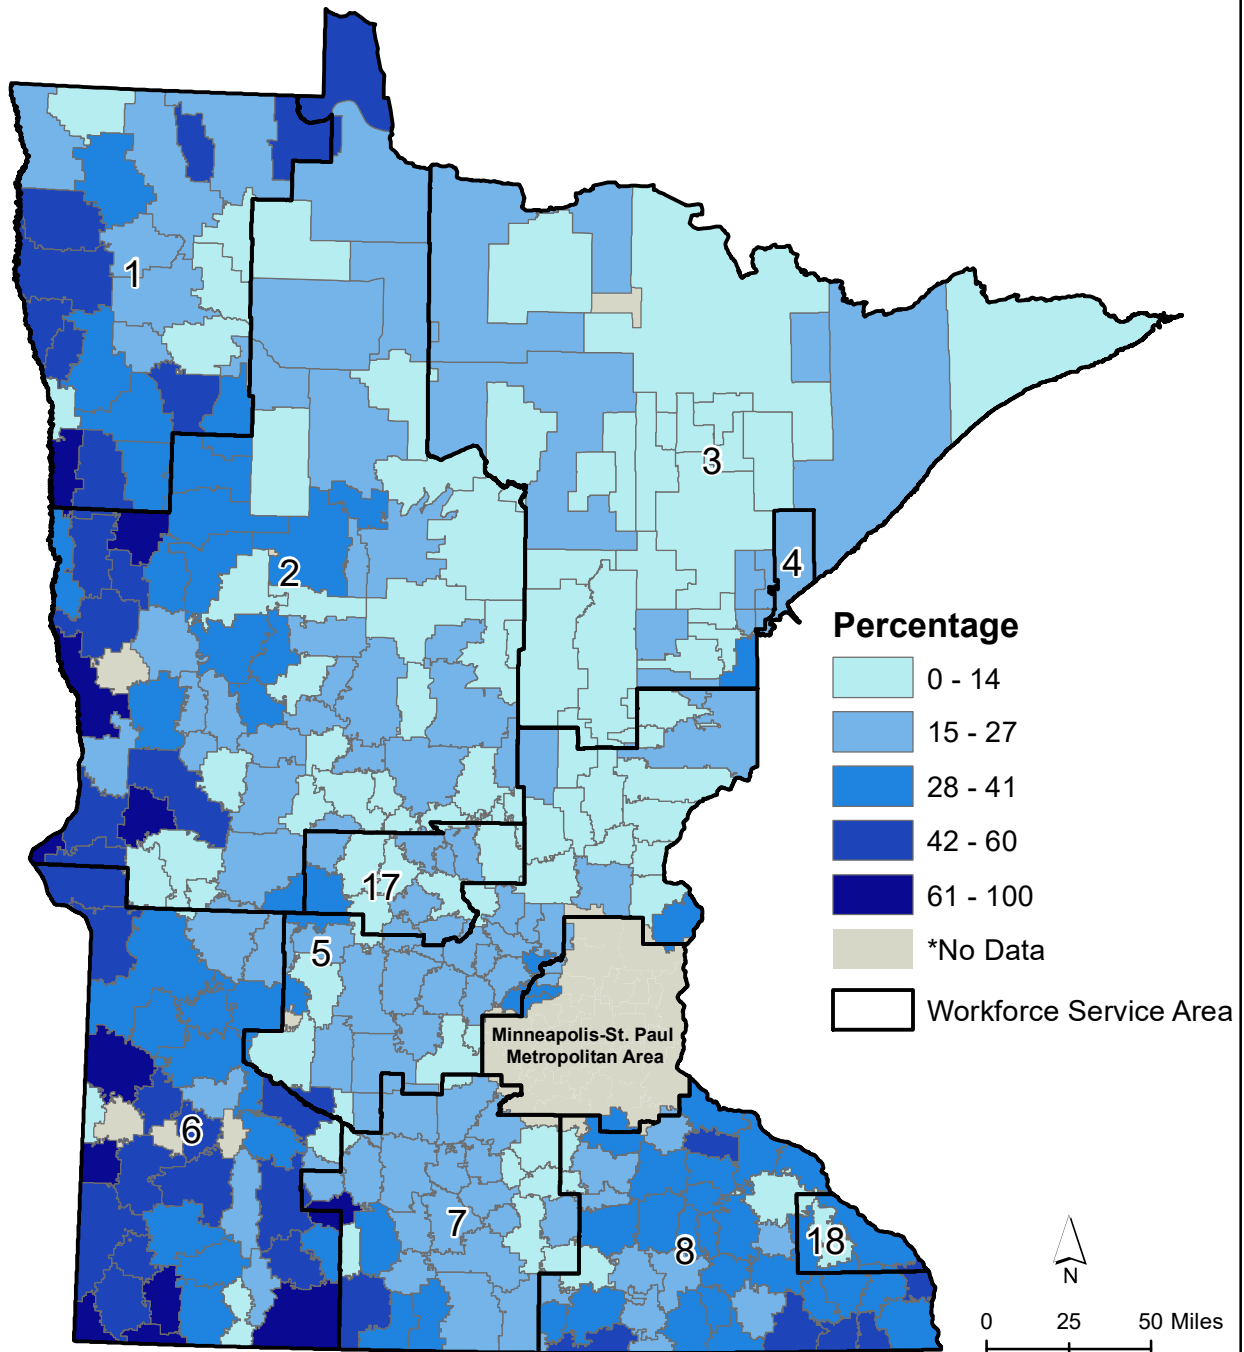 1
3
2
4
Percentage
0 - 14
15 - 27
28 - 41
42 - 60
61 - 100
*No Data
Workforce Service Area
17
5
Minneapolis-St. Paul
Metropolitan Area
6
7
8
18
N
0 25 50 Miles